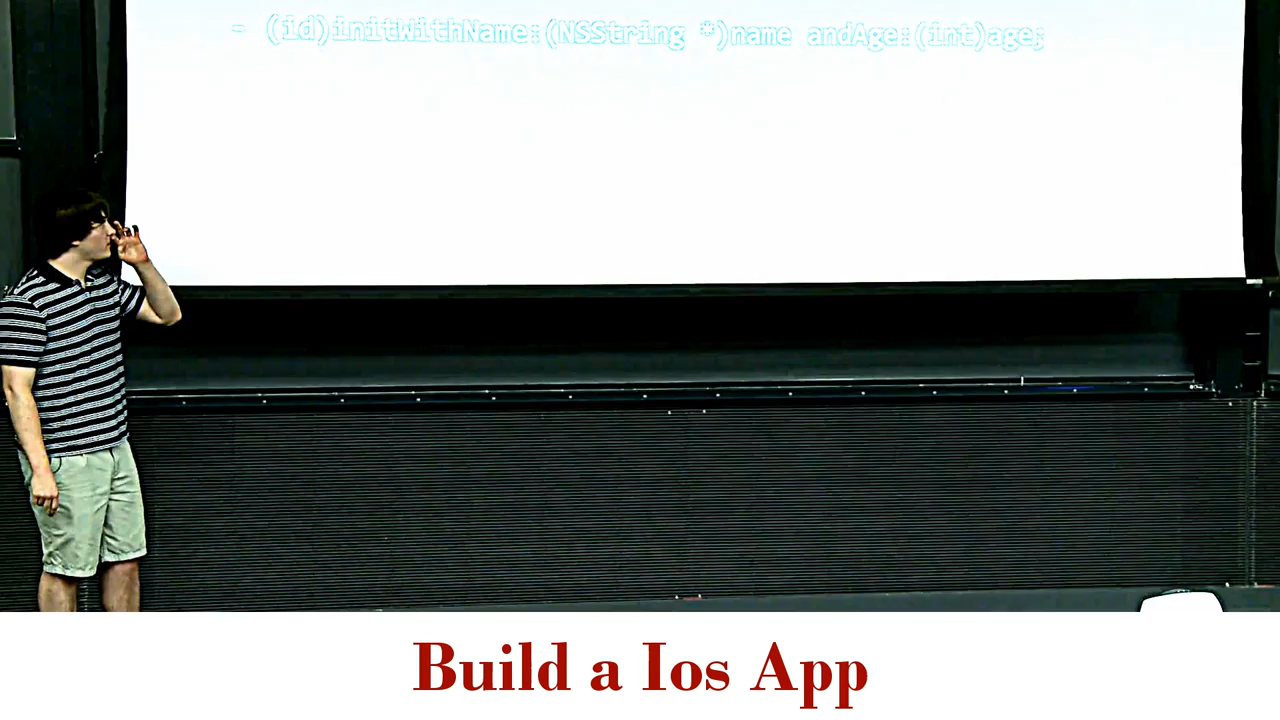 - (id)initWithName:(NSString *)name andAge:(int)age;
Build a Ios App